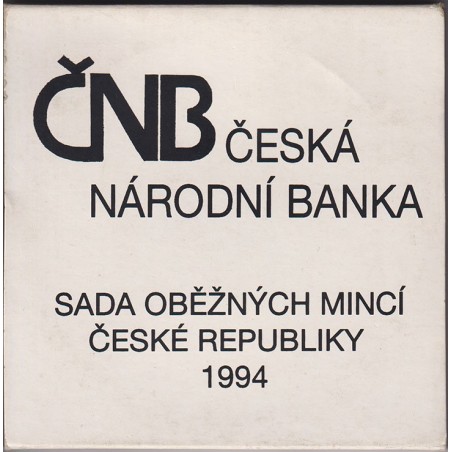 ČNB ČESKÁ
NÁRODNÍ BANKA
SADA OBĚŽNÝCH MINCÍ
ČESKÉ REPUBLIKY
1994